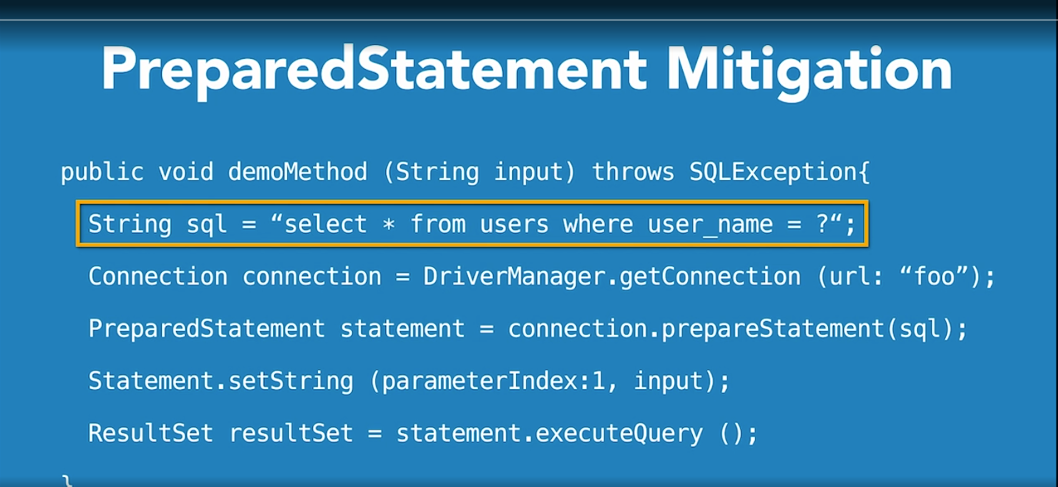 PreparedStatement Mitigation
public void demoMethod (String input) throws SQLException{
String sql = “select * from users where user_name = ?“;
Connection connection = DriverManager.getConnection (url: “foo”);
PreparedStatement statement = connection.prepareStatement(sql);
Statement.setString (parameterIndex:1, input);
ResultSet resultSet = statement.executeQuery ();
}